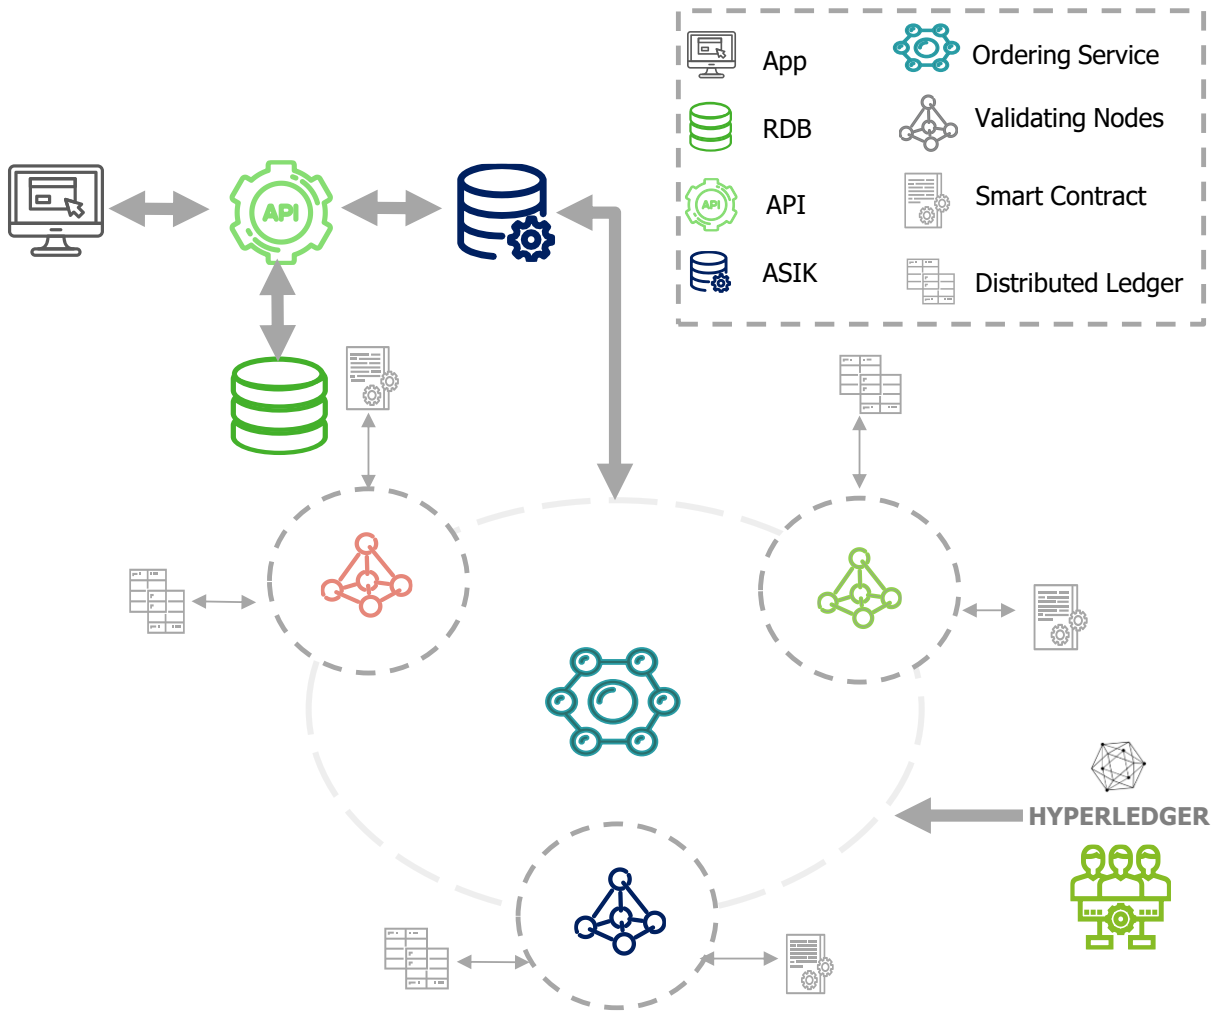 App
Ordering Service
RDB
Validating Nodes
API
API
Smart Contract
ASIK
Distributed Ledger
API
HYPERLEDGER